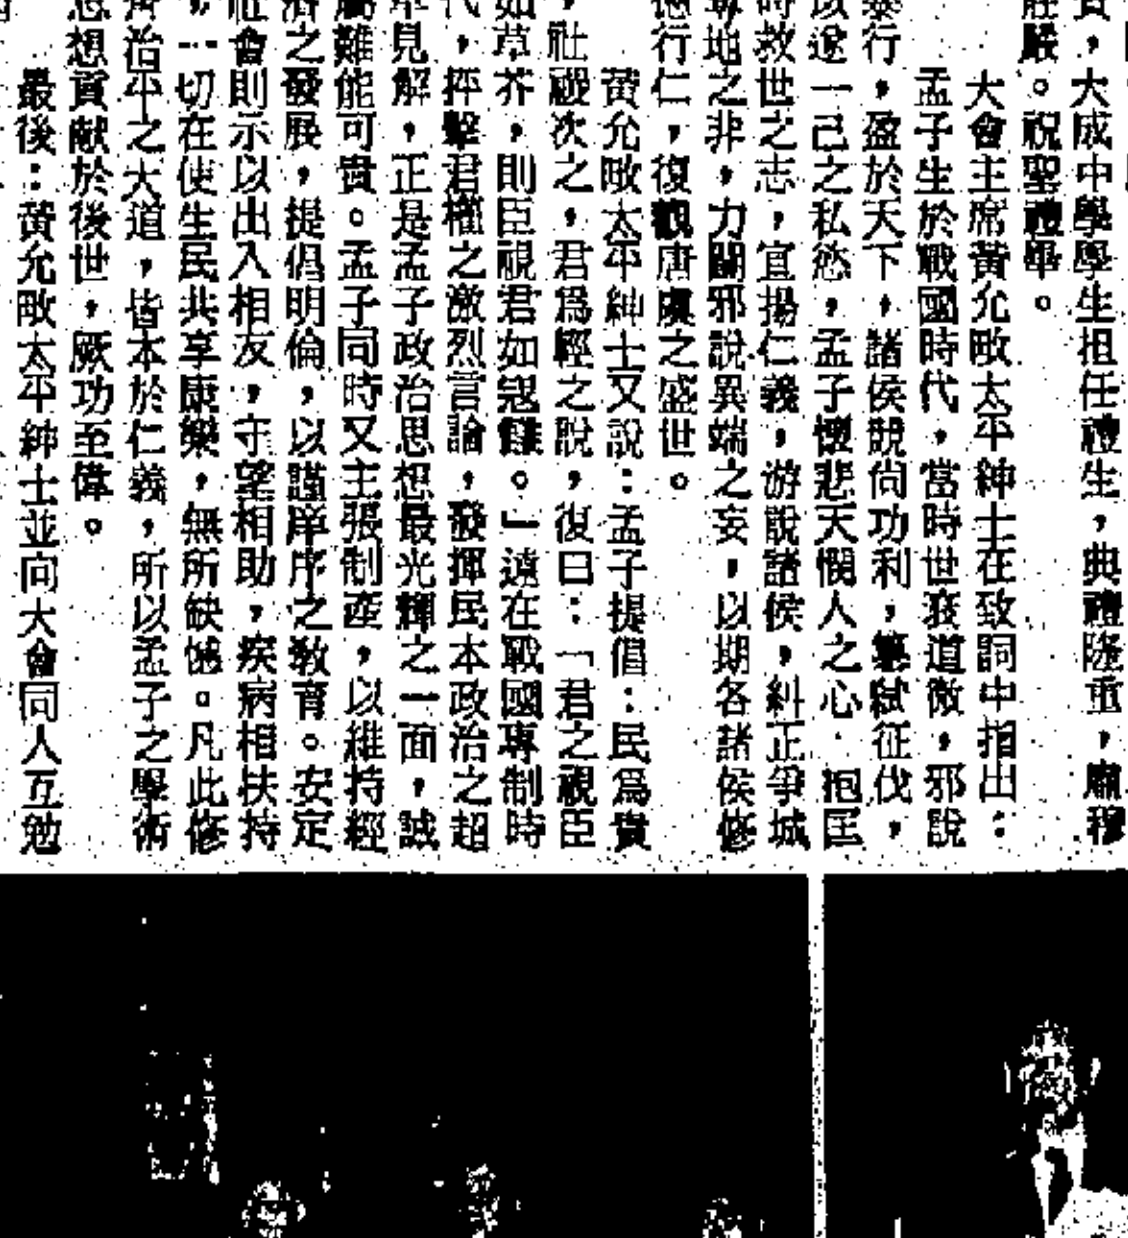 ，大成中學學生担任禮生，典禮隆重，廟穆
莊嚴。祝聖禮畢。
大會主席黃允畋太平紳士在致詞中指出：
孟子生於戰國時代，當時世衰道微，邪說
暴行，盈於天下，諸侯競尚功利，篡弒征伐，
以逞一己之私慾，孟子懷悲天憫人之心．抱匡
時救世之志，宣揚仁義，游說諸侯，糾正爭城
奪地之非，力闢邪說異端之妄，以期各諸侯修
德行仁，復觀唐虞之盛世。
黃允畋太平紳士又說：孟子提倡：民爲貴
，社稷次之，君爲輕之說，復曰：「君之視臣
如草芥，則臣視君如寇讎。」遠在戰國專制時
代，抨擊君權之激烈言論，發揮民本政治之超
卓見解，正是孟子政治思想最光輝之一面，誠
屬難能可貴。孟子同時又主張制產，以維持經
濟之發展，提倡明倫，以謹庠序之敎育。安定
社會則示以出入相友，守望相助，疾病相扶持
，一切在使生民共享康樂，無所缺憾。凡此修
齊治平之大道，皆本於仁義，所以孟子之學術
思想貢献於後世，厥功至偉。
最後：黃允畋太平紳士並向大會同人互勉